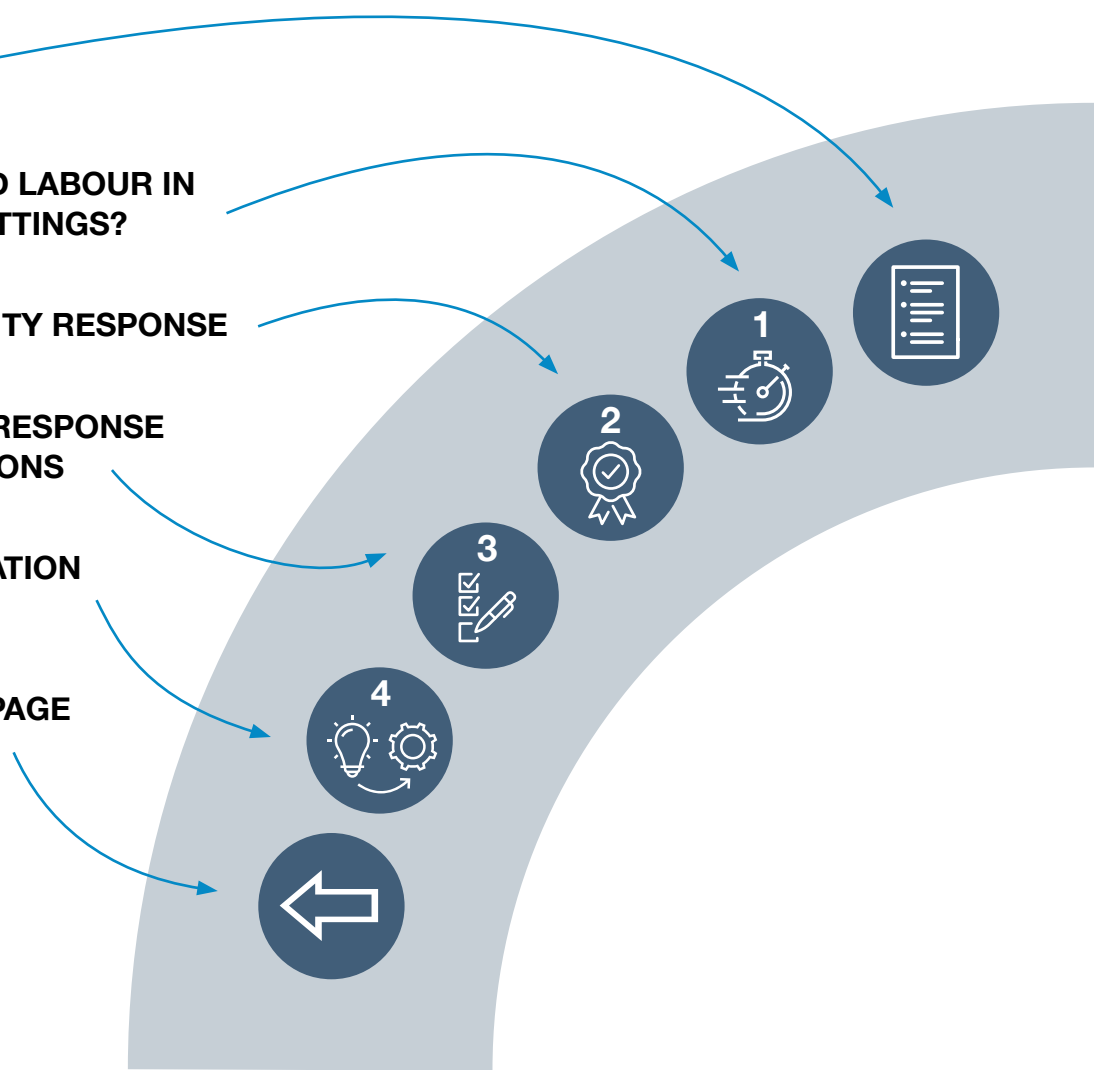 D LABOUR IN
TTINGS?
TY RESPONSE
RESPONSE
ONS
ATION
PAGE
1
2
3
4